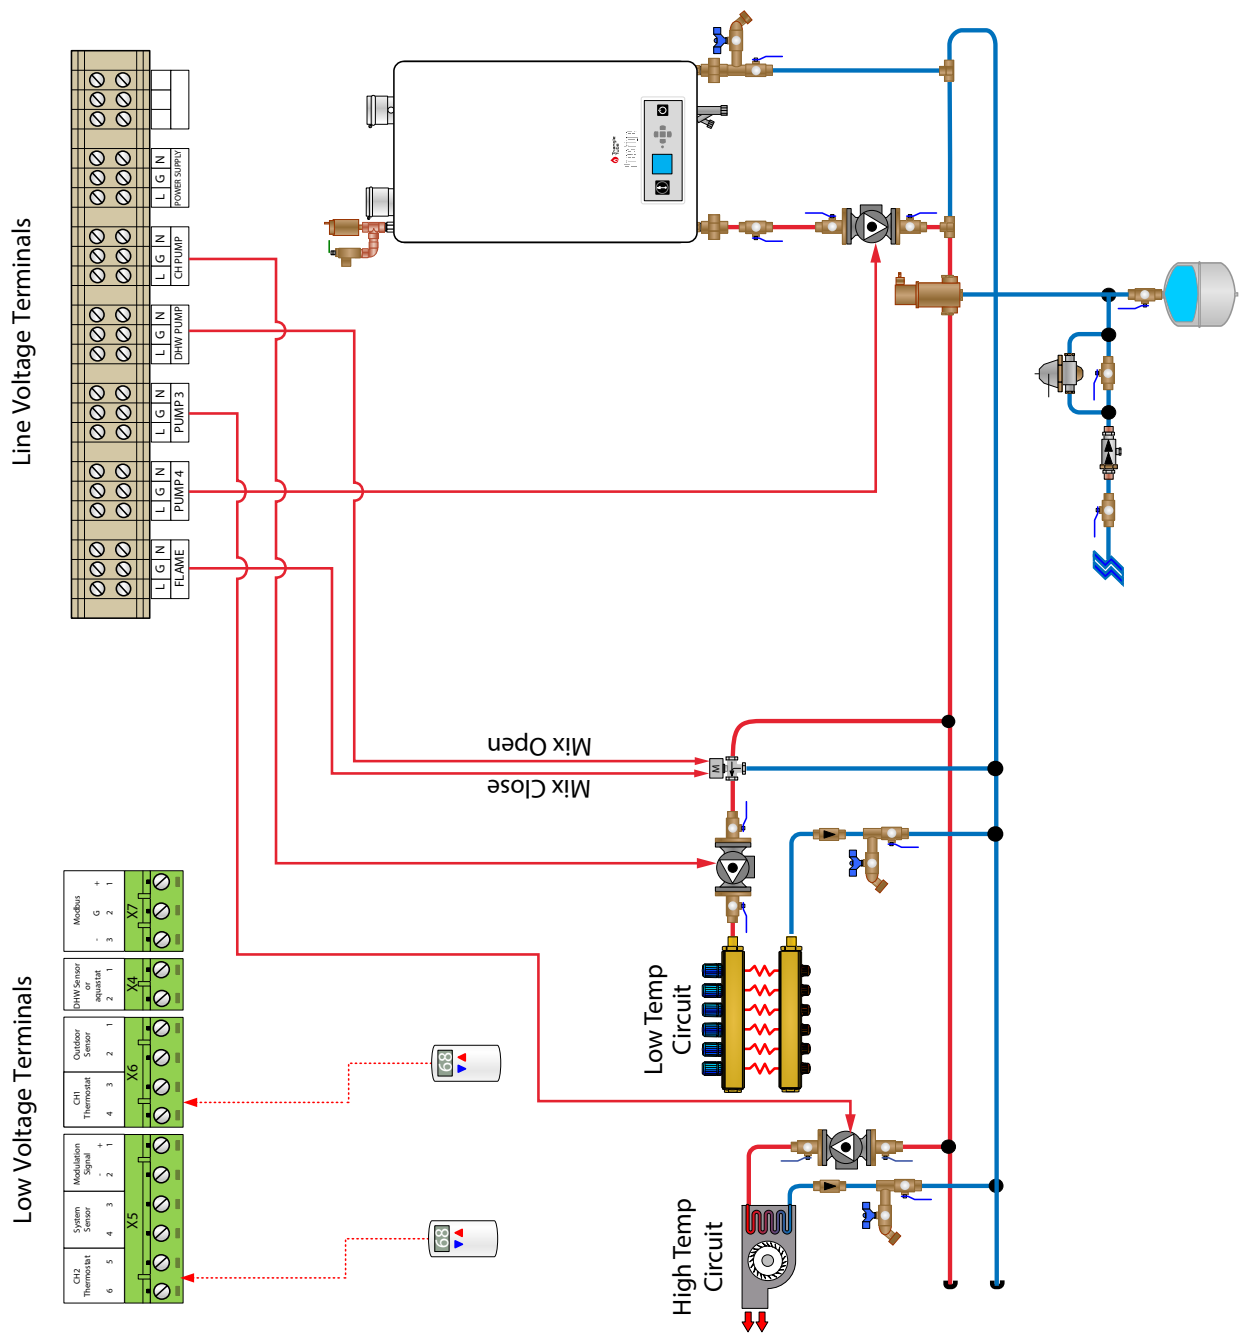 Line Voltage Terminals
N
G
L
POWER SUPPLY
N
G
L
CH PUMP
N
G
L
DHW PUMP
N
G
L
PUMP 3
N
G
L
PUMP 4
N
G
L
FLAME
Low Voltage Terminals
Modbus
+
G
-
1
2
3
X7
DHW Sensor
or
aquastat
1
2
X4
Outdoor
Sensor
1
2
CH1
Thermostat
3
4
X6
Modulation
Signal
+
-
1
2
System
Sensor
3
4
CH2
Thermostat
5
6
X5
Triangle
Tube
Prestige
Mix Open
Mix Close
M
68
68
Low Temp
Circuit
High Temp
Circuit